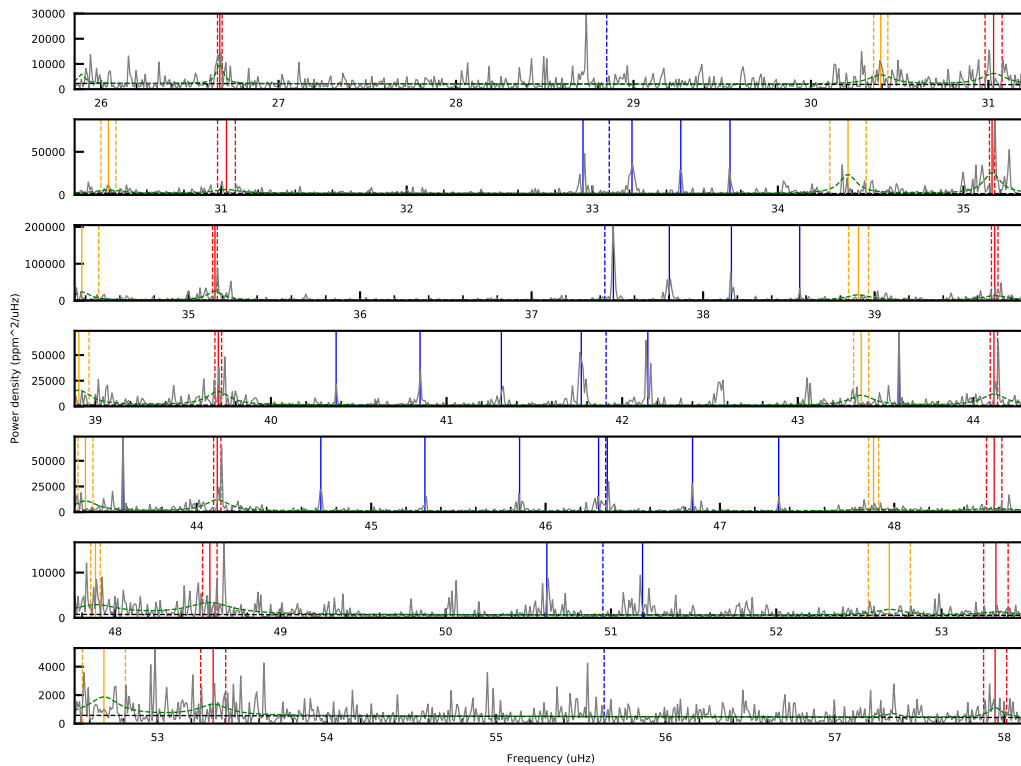 30000
20000
10000
0
26 27 28 29 30 31
50000
0
31 32 33 34 35
200000
100000
0
35 36 37 38 39
50000
25000
0
39 40 41 42 43 44
50000
25000
0
44 45 46 47 48
10000
0
48 49 50 51 52 53
4000
2000
0
53 54 55 56 57 58
Power density (ppm^2/uHz)
Frequency (uHz)